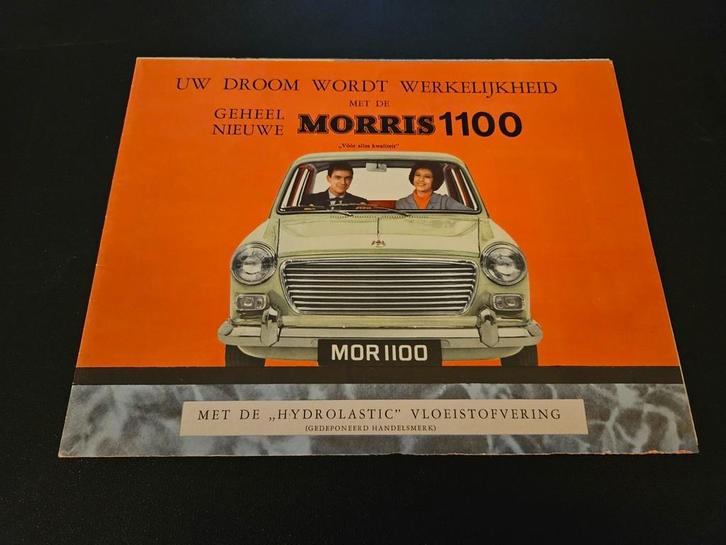 UW DROOM WORDT WERKELIJKHEID
MET DE
GEHEEL
NIEUWE
MORRIS 1100
„Vóór alles kwaliteit”
MOR 1100
MET DE „HYDROLASTIC” VLOEISTOFVERING
(GEDEPONEERD HANDELSMERK)